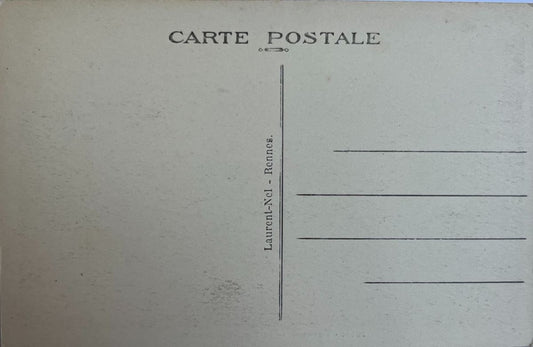 CARTE POSTALE
Laurent-Nel - Rennes.